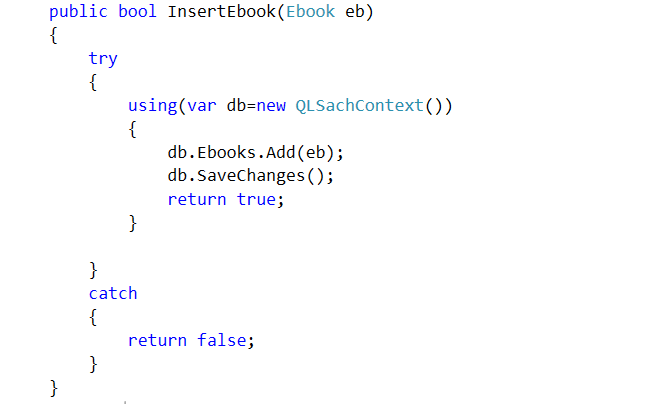 public bool InsertEbook(Ebook eb)
{
try
{
using(var db=new QLSachContext())
{
db.Ebooks.Add(eb);
db.SaveChanges();
return true;
}
}
catch
{
return false;
}
}